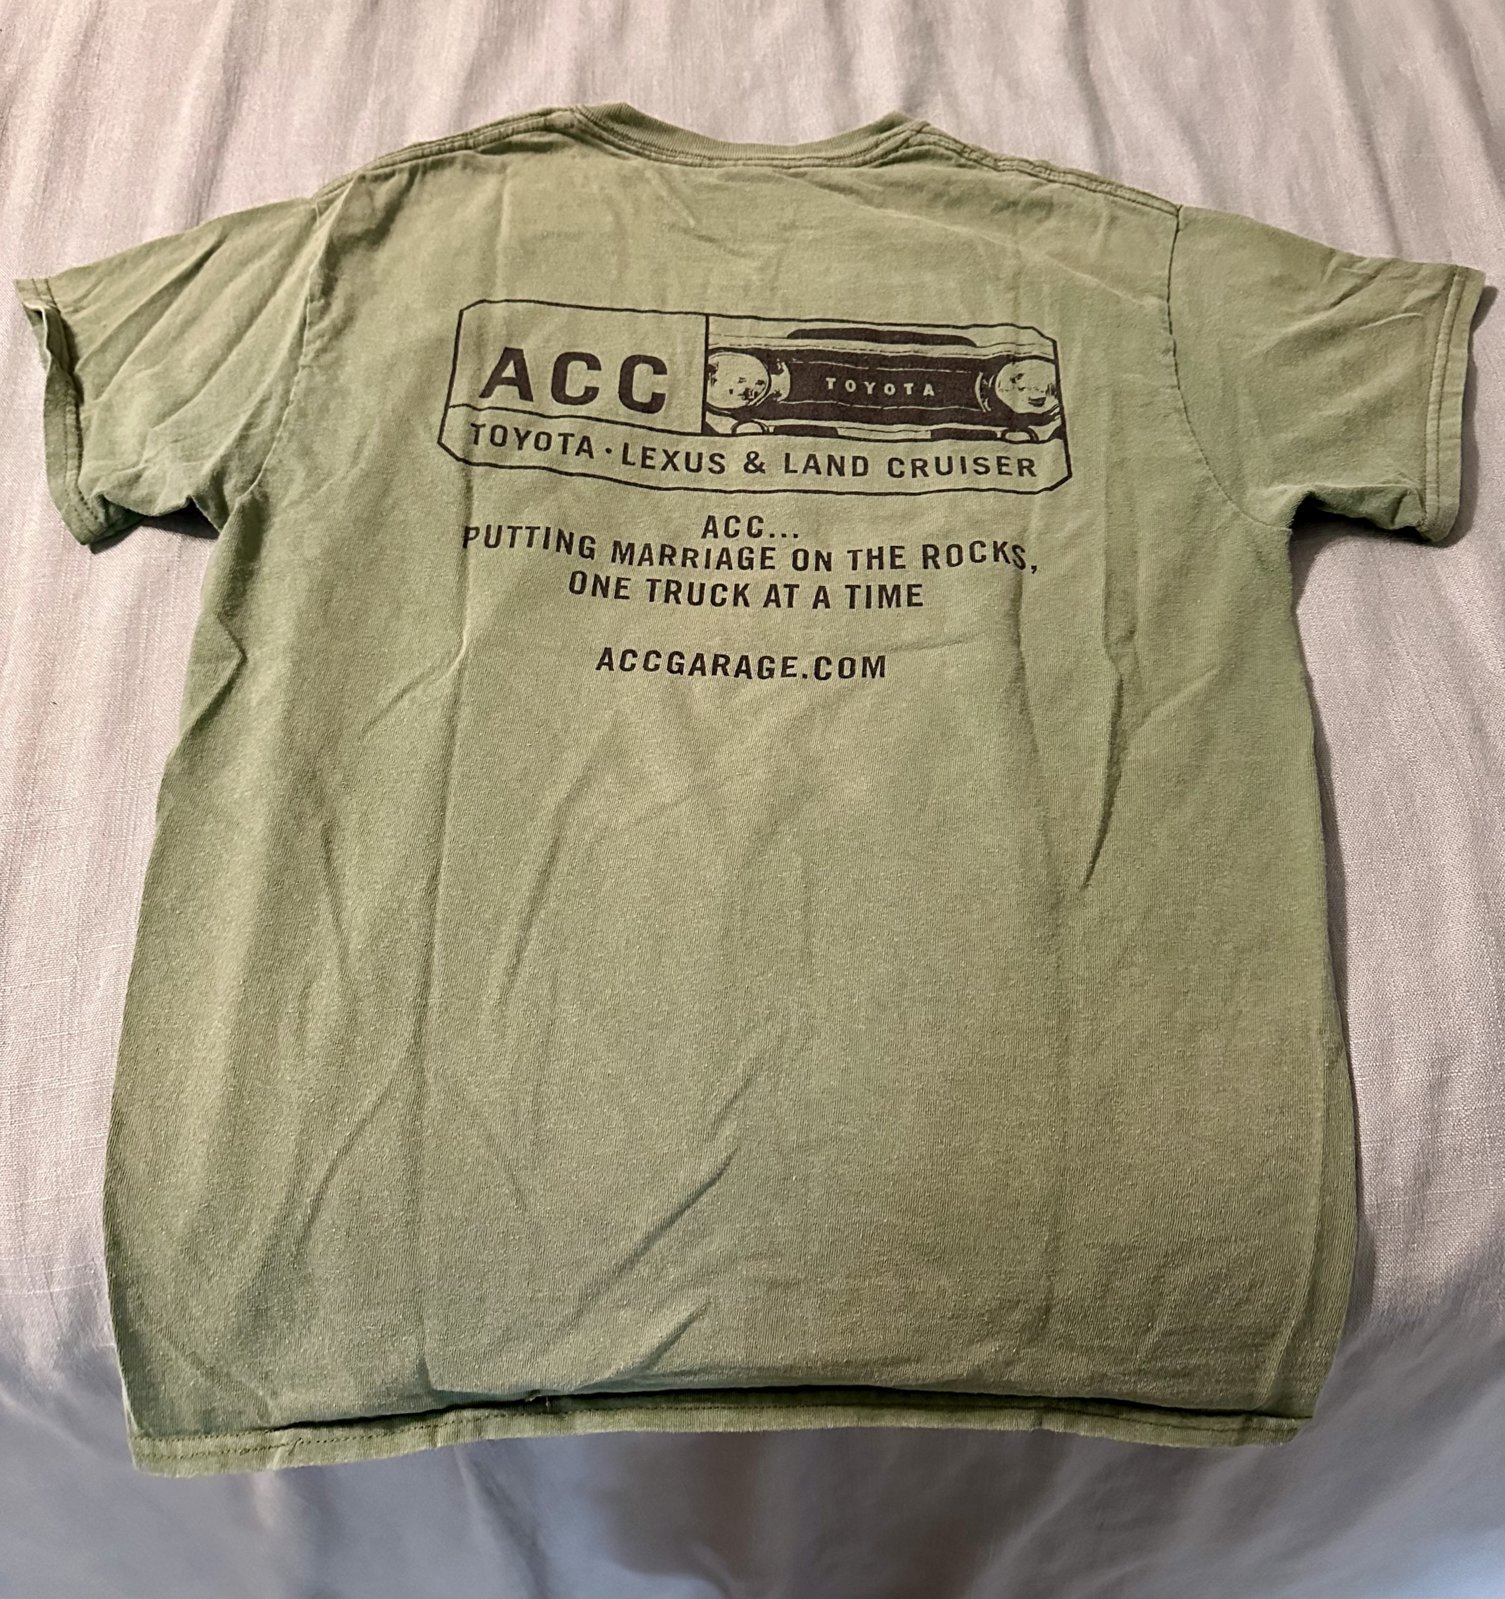 ACC
TOYOTA
TOYOTA · LEXUS & LAND CRUISER
ACC...
PUTTING MARRIAGE ON THE ROCKS,
ONE TRUCK AT A TIME
ACCGARAGE.COM